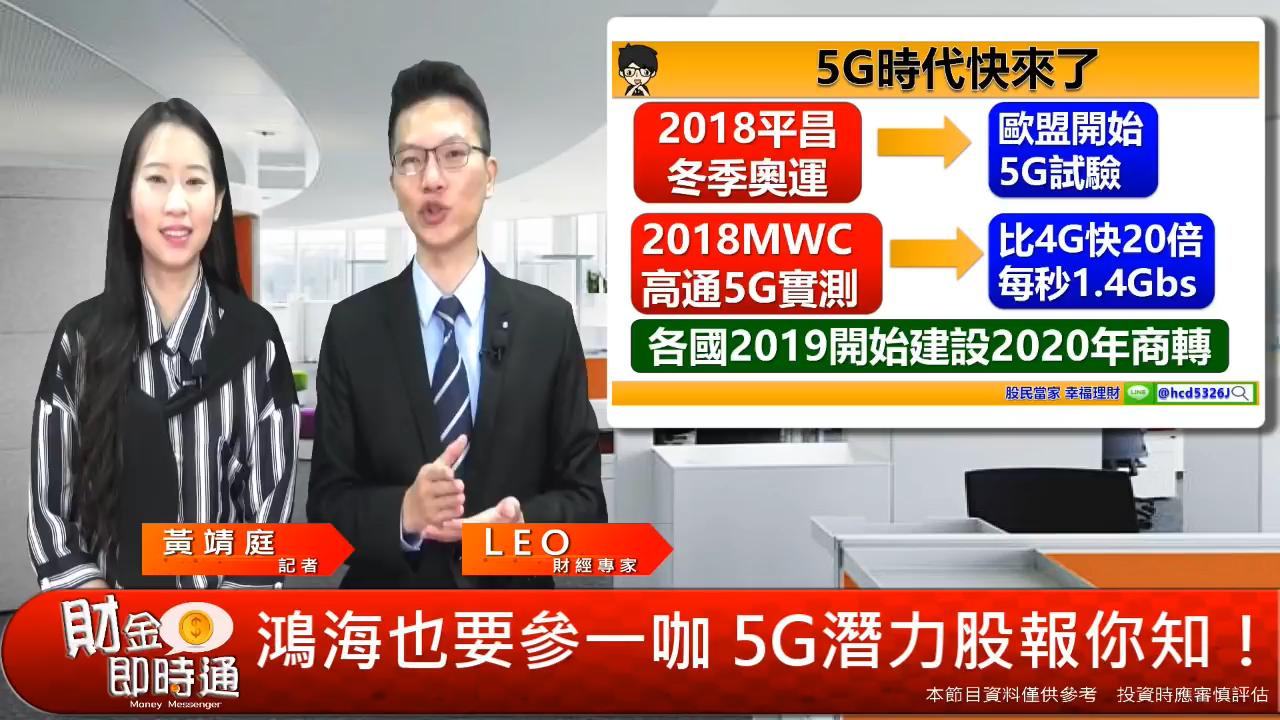 5G時代快來了
2018平昌
冬季奧運
歐盟開始
5G試驗
2018MWC
高通5G實測
比4G快20倍
每秒1.4Gbs
各國2019開始建設2020年商轉
股民當家 幸福理財
LINE
@hcd5326J
黃靖庭
記者
LEO
財經專家
財金
即時通
Money Messenger
鴻海也要參一咖 5G潛力股報你知！
本節目資料僅供參考 投資時應審慎評估